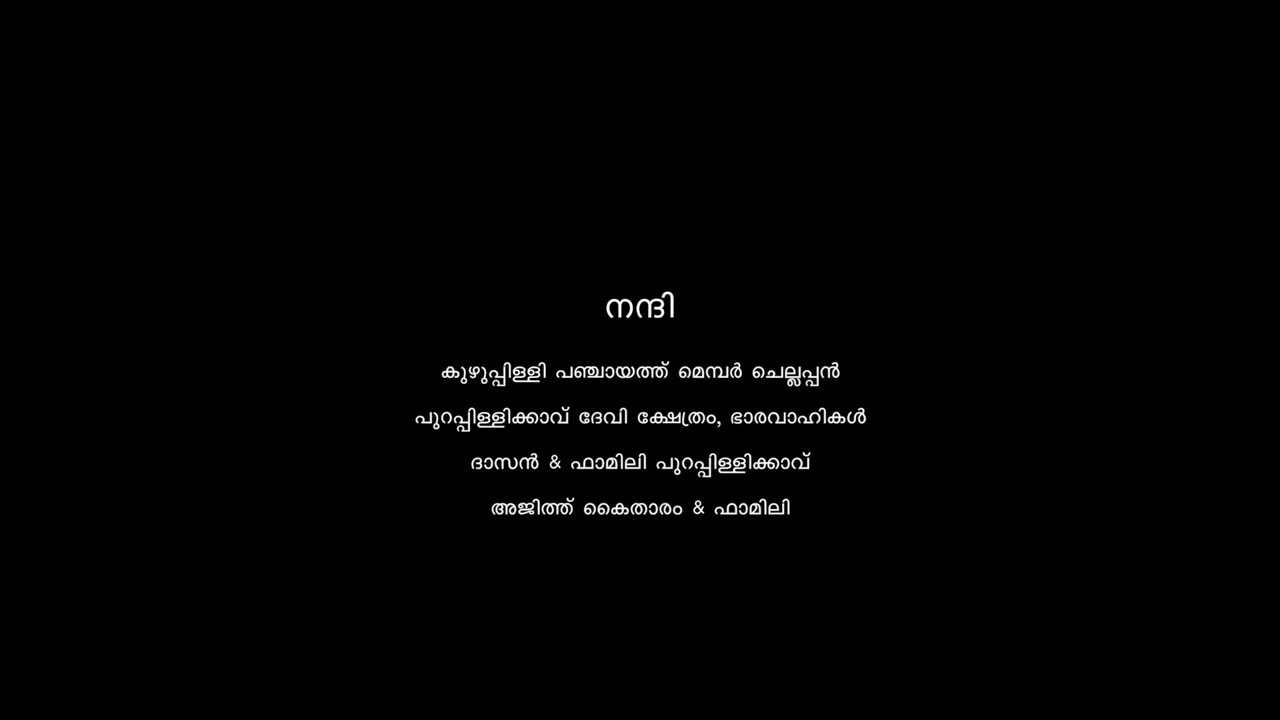 നന്ദി
കുഴുപ്പിള്ളി പഞ്ചായത്ത് മെമ്പർ ചെല്ലപ്പൻ
പുറപ്പിള്ളിക്കാവ് ദേവി ക്ഷേത്രം, ഭാരവാഹികൾ
ദാസൻ & ഫാമിലി പുറപ്പിള്ളിക്കാവ്
അജിത്ത് കൈതാരം & ഫാമിലി